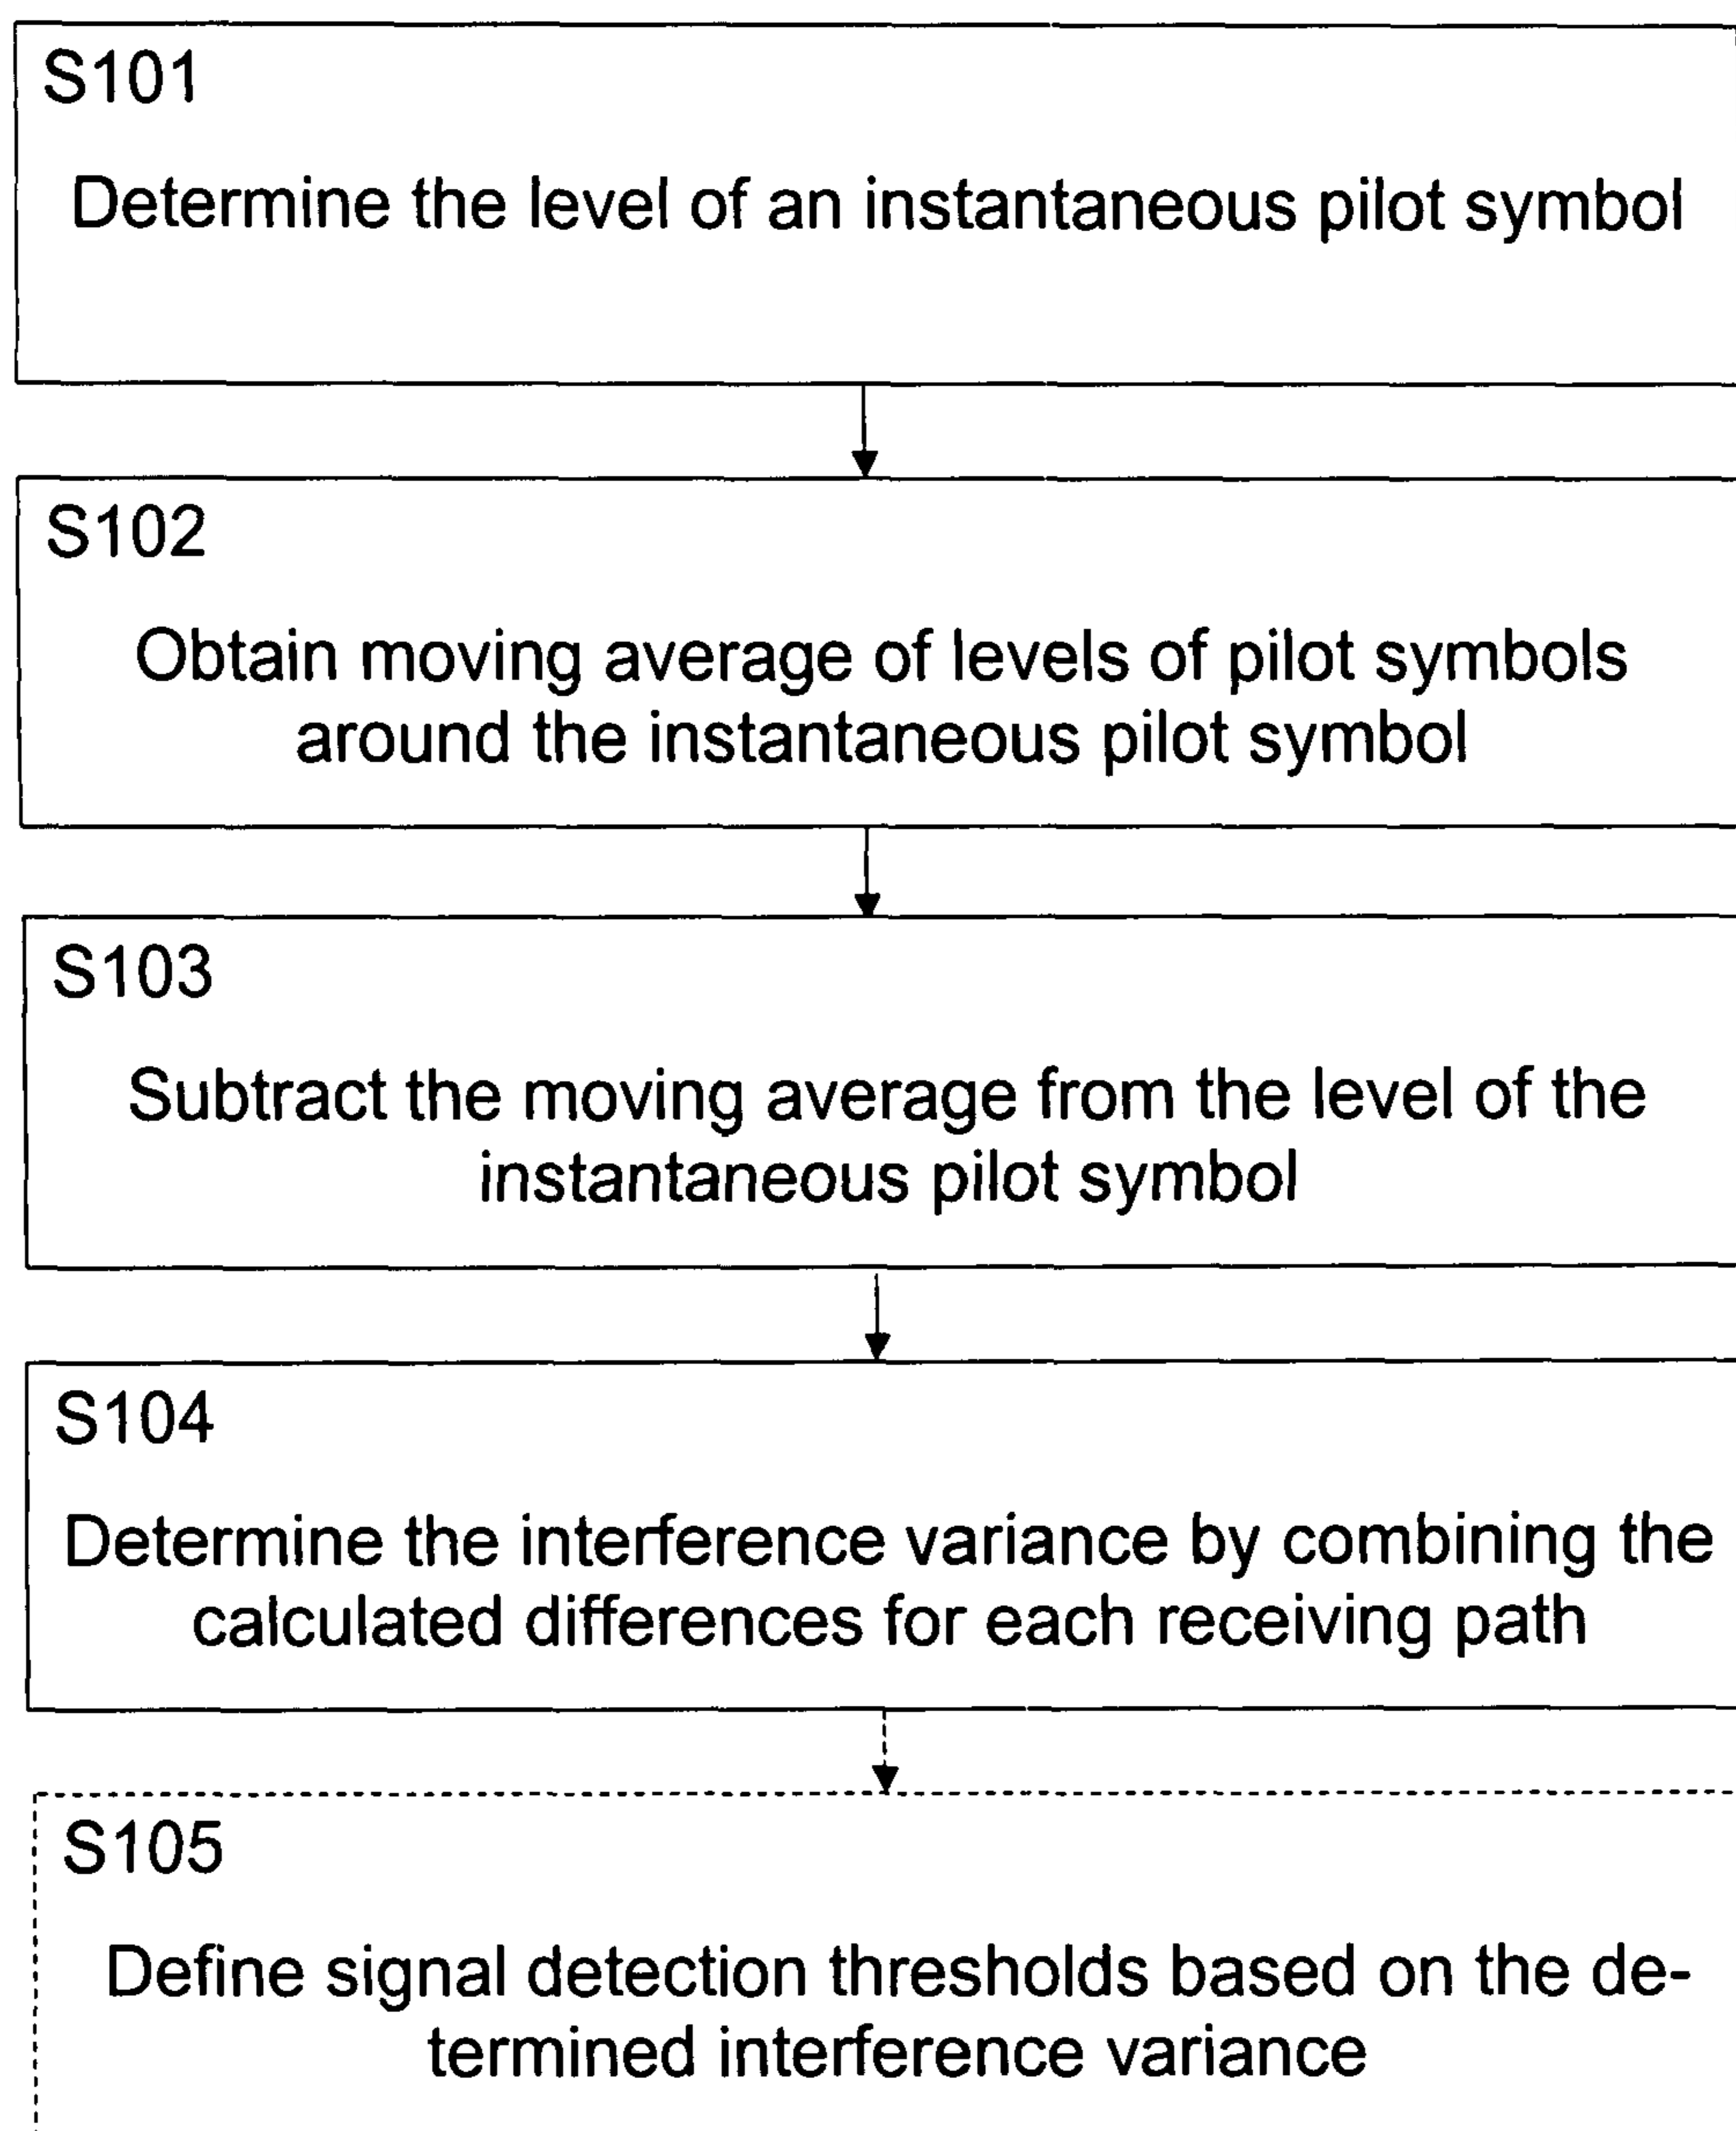 S101
Determine the level of an instantaneous pilot symbol
S102
Obtain moving average of levels of pilot symbols
around the instantaneous pilot symbol
S103
Subtract the moving average from the level of the
instantaneous pilot symbol
S104
Determine the interference variance by combining the
calculated differences for each receiving path
S105
Define signal detection thresholds based on the de-
termined interference variance